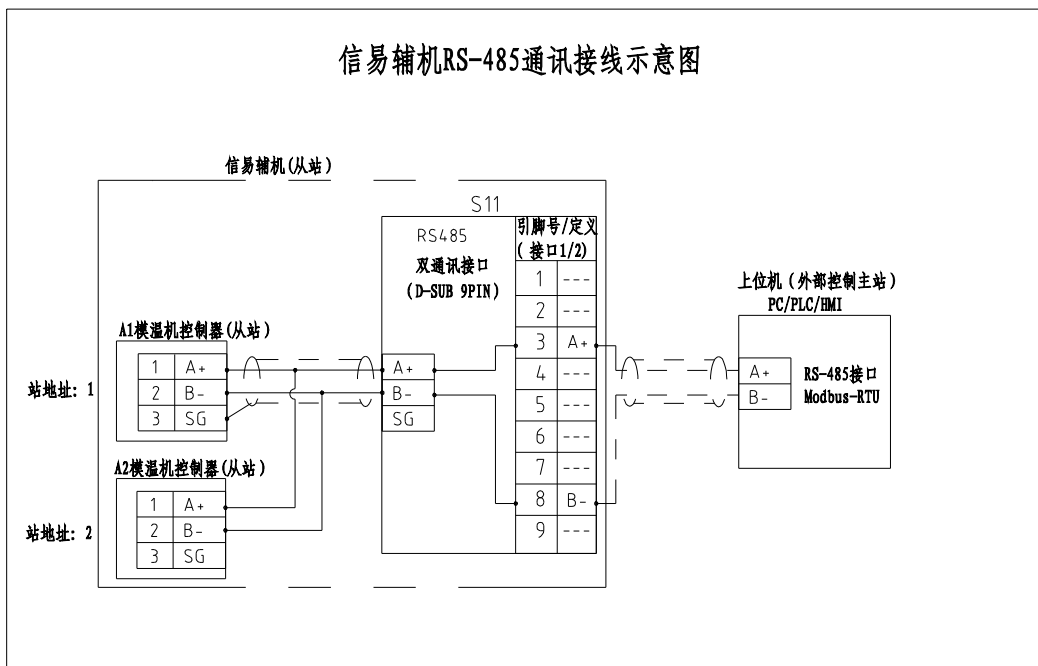 信易辅机RS-485通讯接线示意图
信易辅机(从站)
S11
RS485
双通讯接口
(D-SUB 9PIN)
引脚号/定义
(接口1/2)
1 ---
2 ---
3 A+
4 ---
5 ---
6 ---
7 ---
8 B-
9 ---
A+
B-
SG
A1模温机控制器(从站)
站地址: 1
1 A+
2 B-
3 SG
A2模温机控制器(从站)
站地址: 2
1 A+
2 B-
3 SG
上位机(外部控制主站)
PC/PLC/HMI
A+
B-
RS-485接口
Modbus-RTU